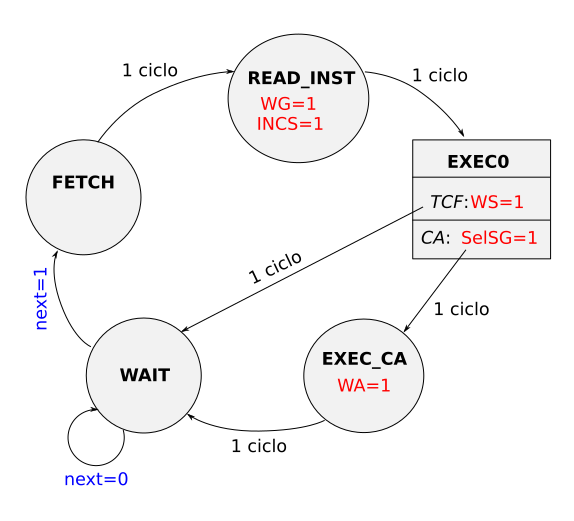 1 ciclo
READ_INST
WG=1
INCS=1
1 ciclo
FETCH
EXEC0
TCF:WS=1
CA: SelSG=1
next=1
1 ciclo
1 ciclo
EXEC_CA
WA=1
WAIT
1 ciclo
next=0